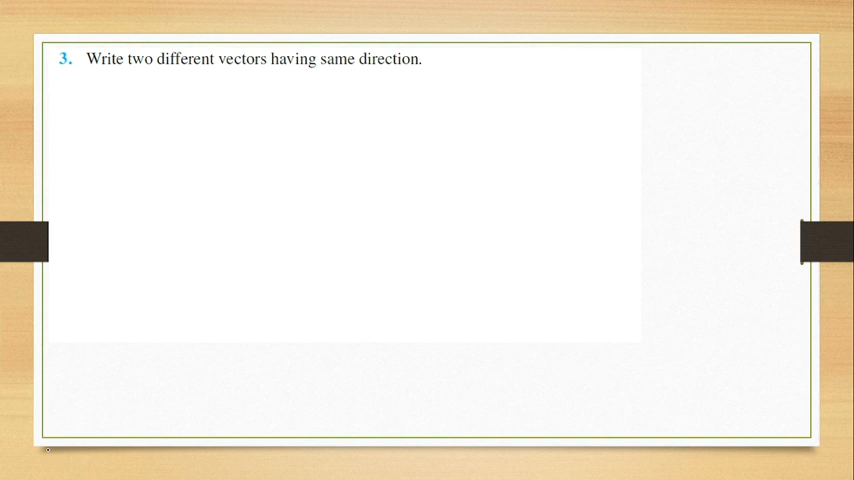 3. Write two different vectors having same direction.